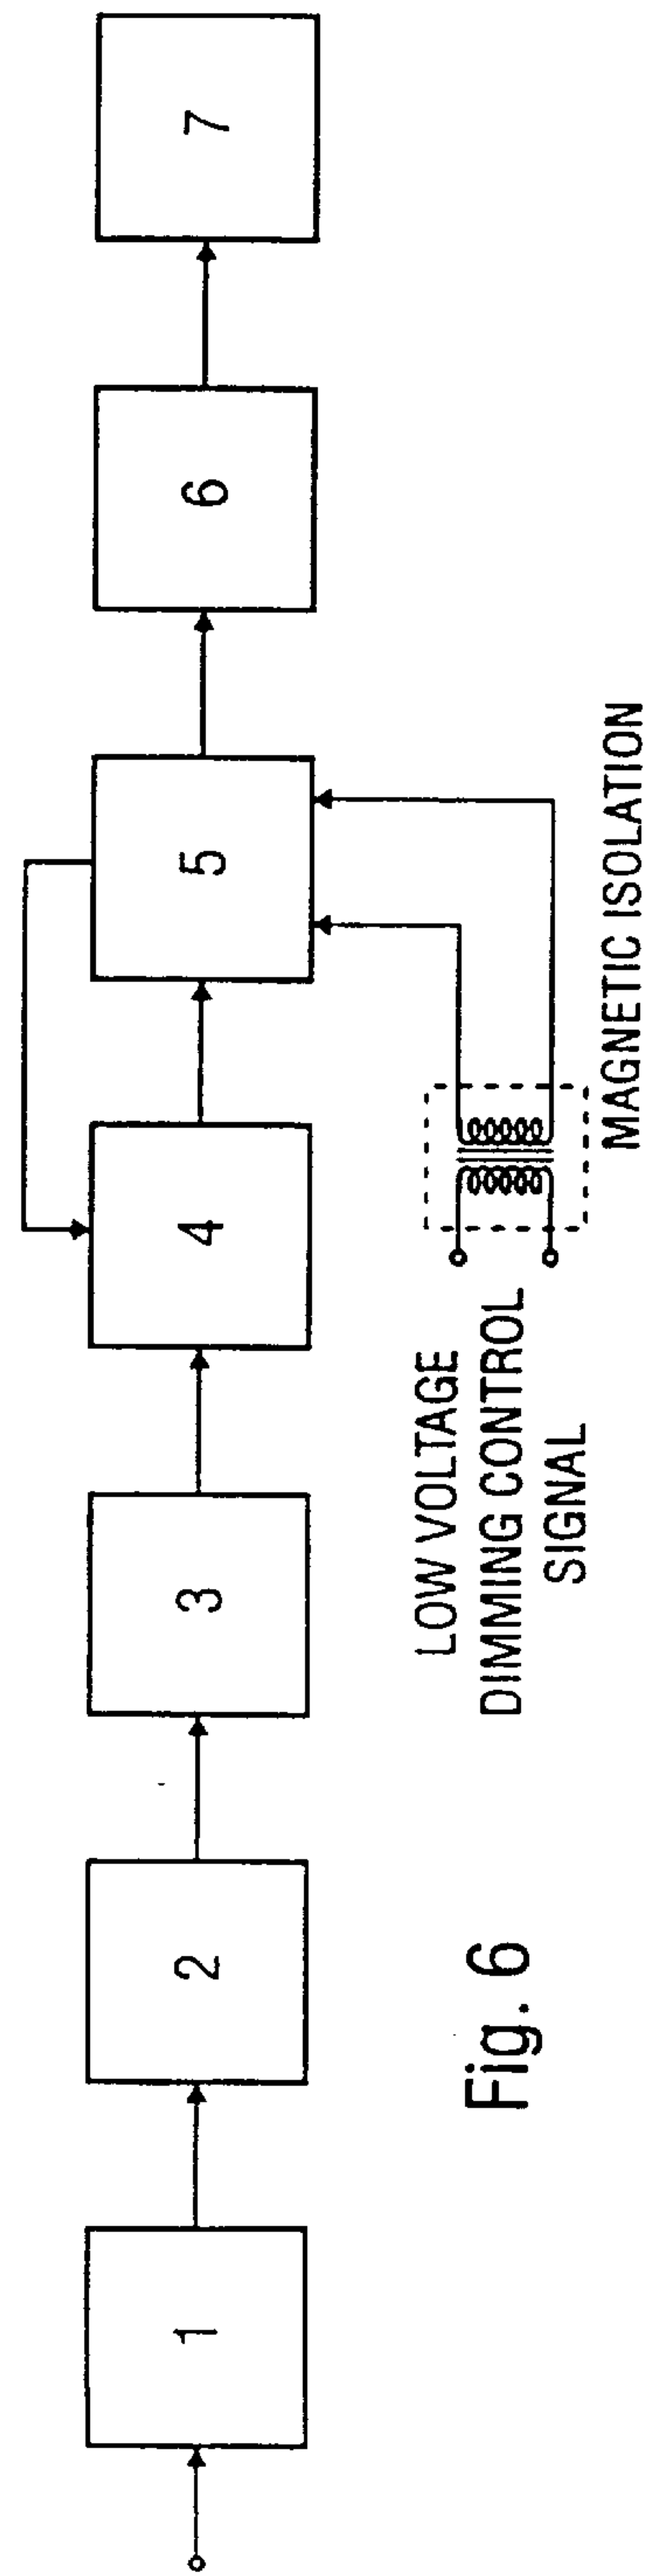 1
2
3
4
5
6
7
LOW VOLTAGE
DIMMING CONTROL
SIGNAL
MAGNETIC ISOLATION
Fig. 6